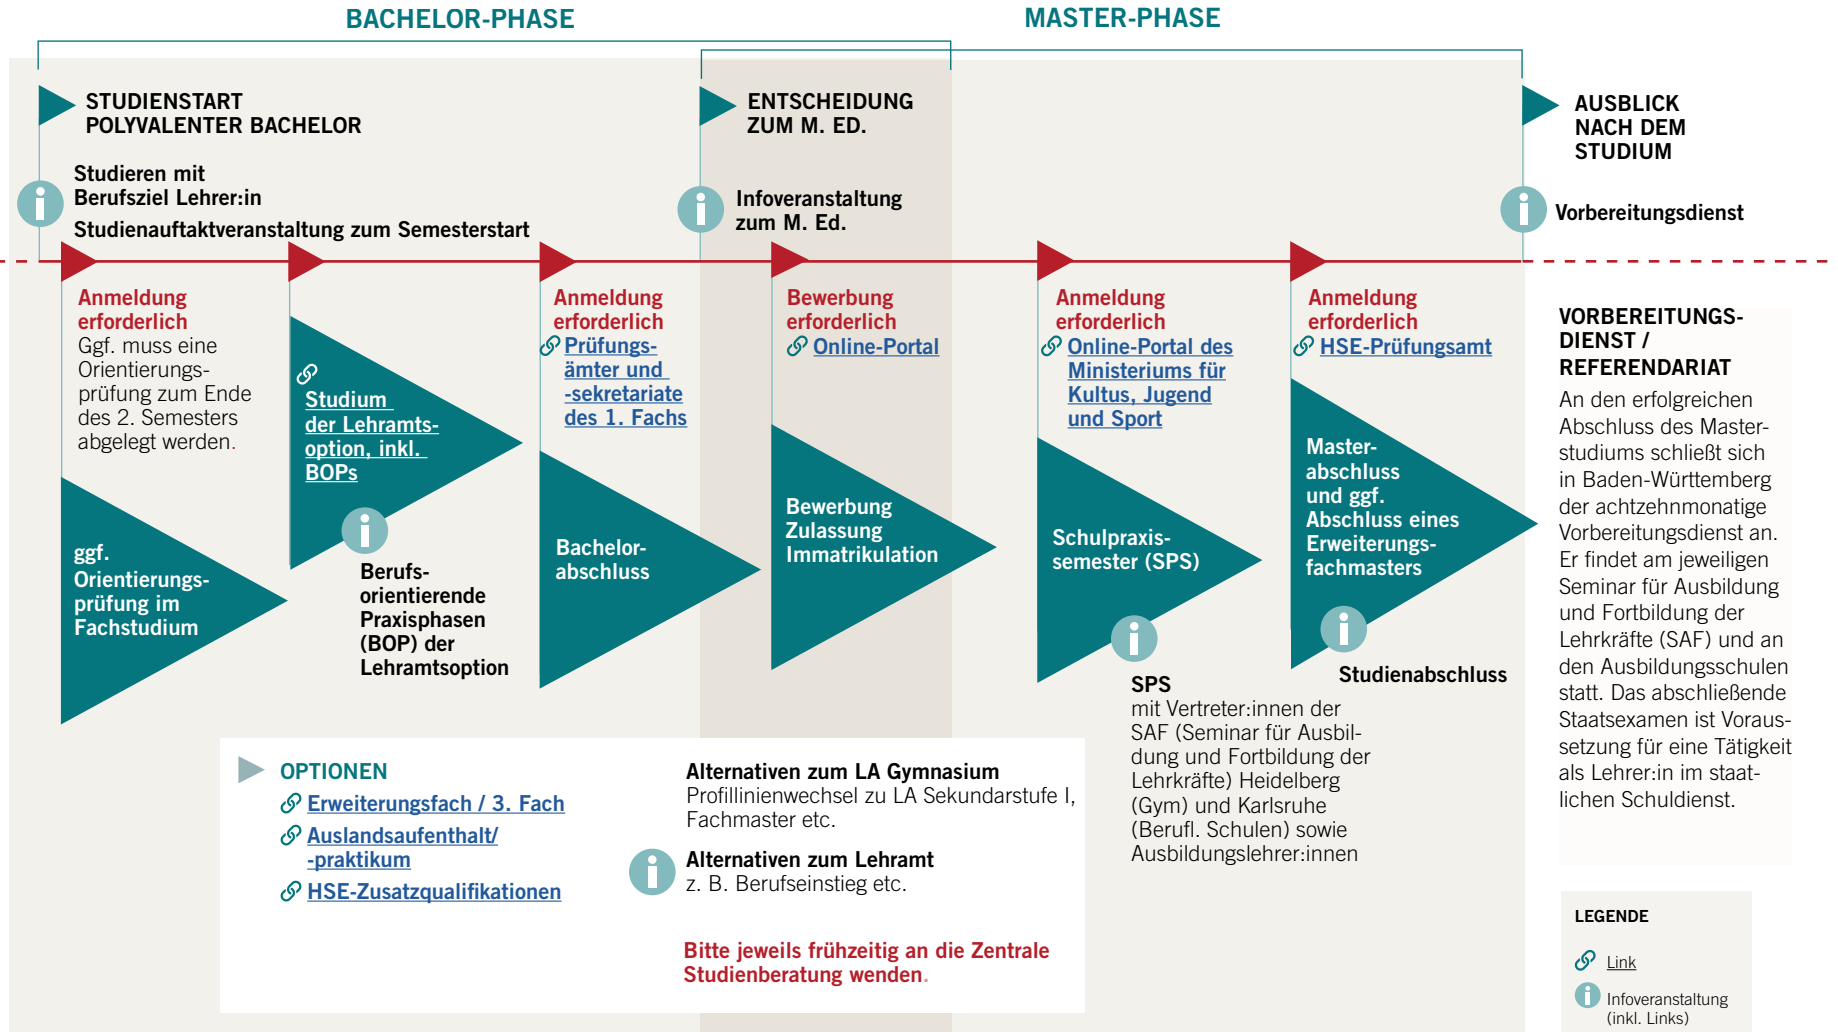 BACHELOR-PHASE
MASTER-PHASE
STUDIENSTART
POLYVALENTER BACHELOR
Studieren mit
Berufsziel Lehrer:in
Studienauftaktveranstaltung zum Semesterstart
ENTSCHEIDUNG
ZUM M. ED.
Infoveranstaltung
zum M. Ed.
AUSBLICK
NACH DEM
STUDIUM
Vorbereitungsdienst
Anmeldung
erforderlich
Ggf. muss eine
Orientierungs-
prüfung zum Ende
des 2. Semesters
abgelegt werden.
ggf.
Orientierungs-
prüfung im
Fachstudium
Studium
der Lehramts-
option, inkl.
BOPs
Berufs-
orientierende
Praxisphasen
(BOP) der
Lehramtsoption
Anmeldung
erforderlich
Prüfungs-
ämter und
-sekretariate
des 1. Fachs
Bachelor-
abschluss
Bewerbung
erforderlich
Online-Portal
Bewerbung
Zulassung
Immatrikulation
Anmeldung
erforderlich
Online-Portal des
Ministeriums für
Kultus, Jugend
und Sport
Schulpraxis-
semester (SPS)
SPS
mit Vertreter:innen der
SAF (Seminar für Ausbil-
dung und Fortbildung der
Lehrkräfte) Heidelberg
(Gym) und Karlsruhe
(Berufl. Schulen) sowie
Ausbildungslehrer:innen
Anmeldung
erforderlich
HSE-Prüfungsamt
Master-
abschluss
und ggf.
Abschluss eines
Erweiterungs-
fachmasters
Studienabschluss
VORBEREITUNGS-
DIENST /
REFERENDARIAT
An den erfolgreichen
Abschluss des Master-
studiums schließt sich
in Baden-Württemberg
der achtzehnmonatige
Vorbereitungsdienst an.
Er findet am jeweiligen
Seminar für Ausbildung
und Fortbildung der
Lehrkräfte (SAF) und an
den Ausbildungsschulen
statt. Das abschließende
Staatsexamen ist Voraus-
setzung für eine Tätigkeit
als Lehrer:in im staat-
lichen Schuldienst.
OPTIONEN
Erweiterungsfach / 3. Fach
Auslandsaufenthalt/
-praktikum
HSE-Zusatzqualifikationen
Alternativen zum LA Gymnasium
Profillinienwechsel zu LA Sekundarstufe I,
Fachmaster etc.
Alternativen zum Lehramt
z. B. Berufseinstieg etc.
Bitte jeweils frühzeitig an die Zentrale
Studienberatung wenden.
LEGENDE
Link
Infoveranstaltung
(inkl. Links)